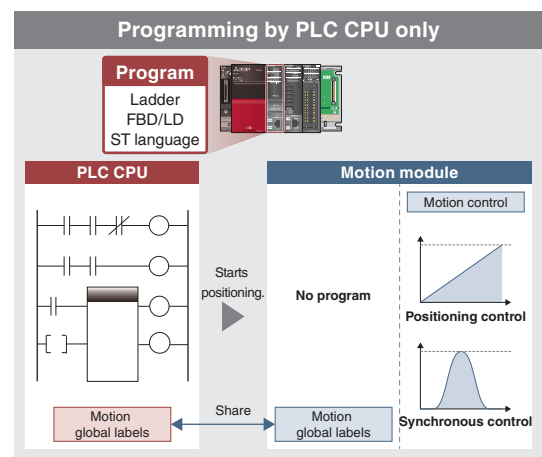 Programming by PLC CPU only
Program
Ladder
FBD/LD
ST language
PLC CPU
Motion module
Motion control
Starts
positioning.
No program
Positioning control
Synchronous control
Motion
global labels
Share
Motion
global labels